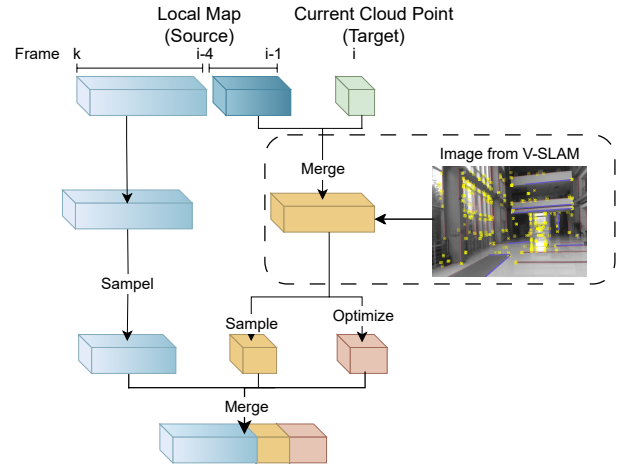 Local Map
(Source)
Current Cloud Point
(Target)
Frame k i-4 i-1 i
Merge
Image from V-SLAM
Sampel
Sample
Optimize
Merge